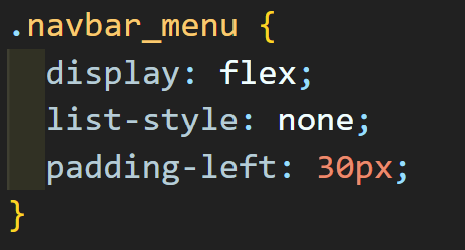 .navbar_menu {
  display: flex;
  list-style: none;
  padding-left: 30px;
}